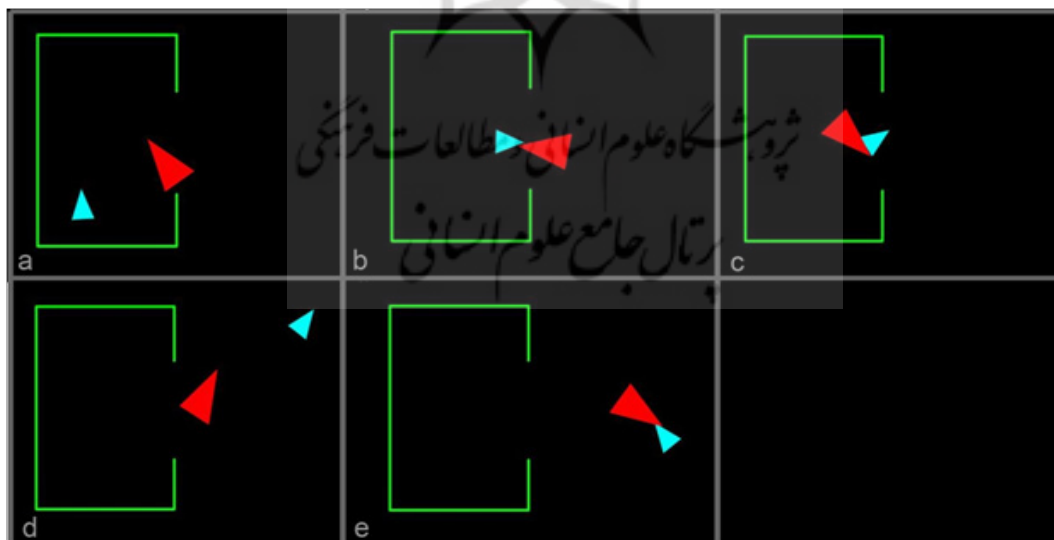 پژوهشگاه علوم انسانی و مطالعات فرهنگی
پرتال جامع علوم انسانی
a
b
c
d
e